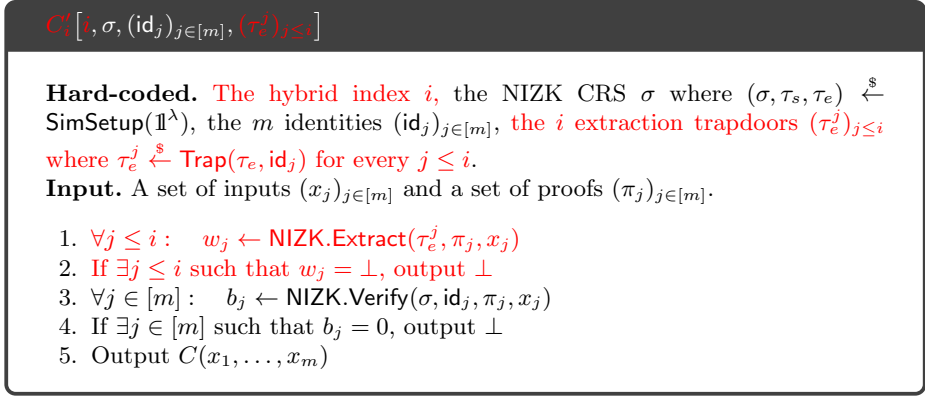 C′ᵢ[i, σ, (id_j)_{j∈[m]}, (τ_e^j)_{j≤i}]
Hard-coded. The hybrid index i, the NIZK CRS σ where (σ, τ_s, τ_e) ←$
SimSetup(𝟙^λ), the m identities (id_j)_{j∈[m]}, the i extraction trapdoors (τ_e^j)_{j≤i}
where τ_e^j ←$ Trap(τ_e, id_j) for every j ≤ i.
Input. A set of inputs (x_j)_{j∈[m]} and a set of proofs (π_j)_{j∈[m]}.
1. ∀j ≤ i : w_j ← NIZK.Extract(τ_e^j, π_j, x_j)
2. If ∃j ≤ i such that w_j = ⊥, output ⊥
3. ∀j ∈ [m] : b_j ← NIZK.Verify(σ, id_j, π_j, x_j)
4. If ∃j ∈ [m] such that b_j = 0, output ⊥
5. Output C(x_1, . . . , x_m)